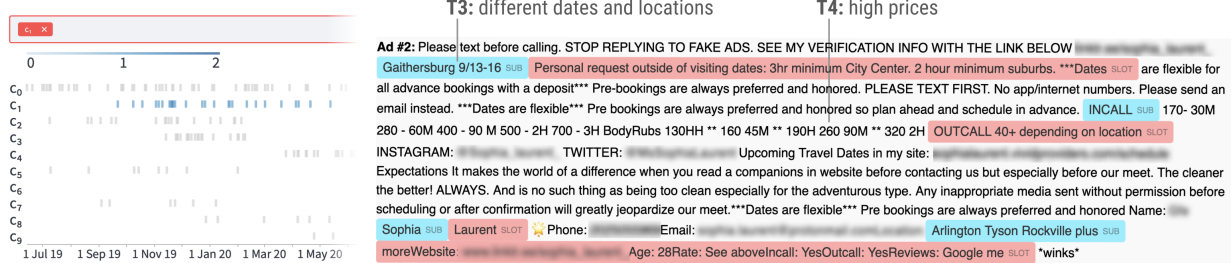 T3: different dates and locations
T4: high prices
c₁ ×
0 1 2
C₀
C₁
C₂
C₃
C₄
C₅
C₆
C₇
C₈
C₉
1 Jul 19 1 Sep 19 1 Nov 19 1 Jan 20 1 Mar 20 1 May 20
Ad #2: Please text before calling. STOP REPLYING TO FAKE ADS. SEE MY VERIFICATION INFO WITH THE LINK BELOW
Gaithersburg 9/13-16 SUB Personal request outside of visiting dates: 3hr minimum City Center. 2 hour minimum suburbs. ***Dates SLOT are flexible for
all advance bookings with a deposit*** Pre-bookings are always preferred and honored. PLEASE TEXT FIRST. No app/internet numbers. Please send an
email instead. ***Dates are flexible*** Pre bookings are always preferred and honored so plan ahead and schedule in advance. INCALL SUB 170- 30M
280 - 60M 400 - 90 M 500 - 2H 700 - 3H BodyRubs 130HH ** 160 45M ** 190H 260 90M ** 320 2H OUTCALL 40+ depending on location SLOT
INSTAGRAM: TWITTER: Upcoming Travel Dates in my site:
Expectations It makes the world of a difference when you read a companions in website before contacting us but especially before our meet. The cleaner
the better! ALWAYS. And is no such thing as being too clean especially for the adventurous type. Any inappropriate media sent without permission before
scheduling or after confirmation will greatly jeopardize our meet.***Dates are flexible*** Pre bookings are always preferred and honored Name:
Sophia SUB Laurent SLOT Phone: Email: Arlington Tyson Rockville plus SUB
moreWebsite: Age: 28Rate: See aboveIncall: YesOutcall: YesReviews: Google me SLOT *winks*